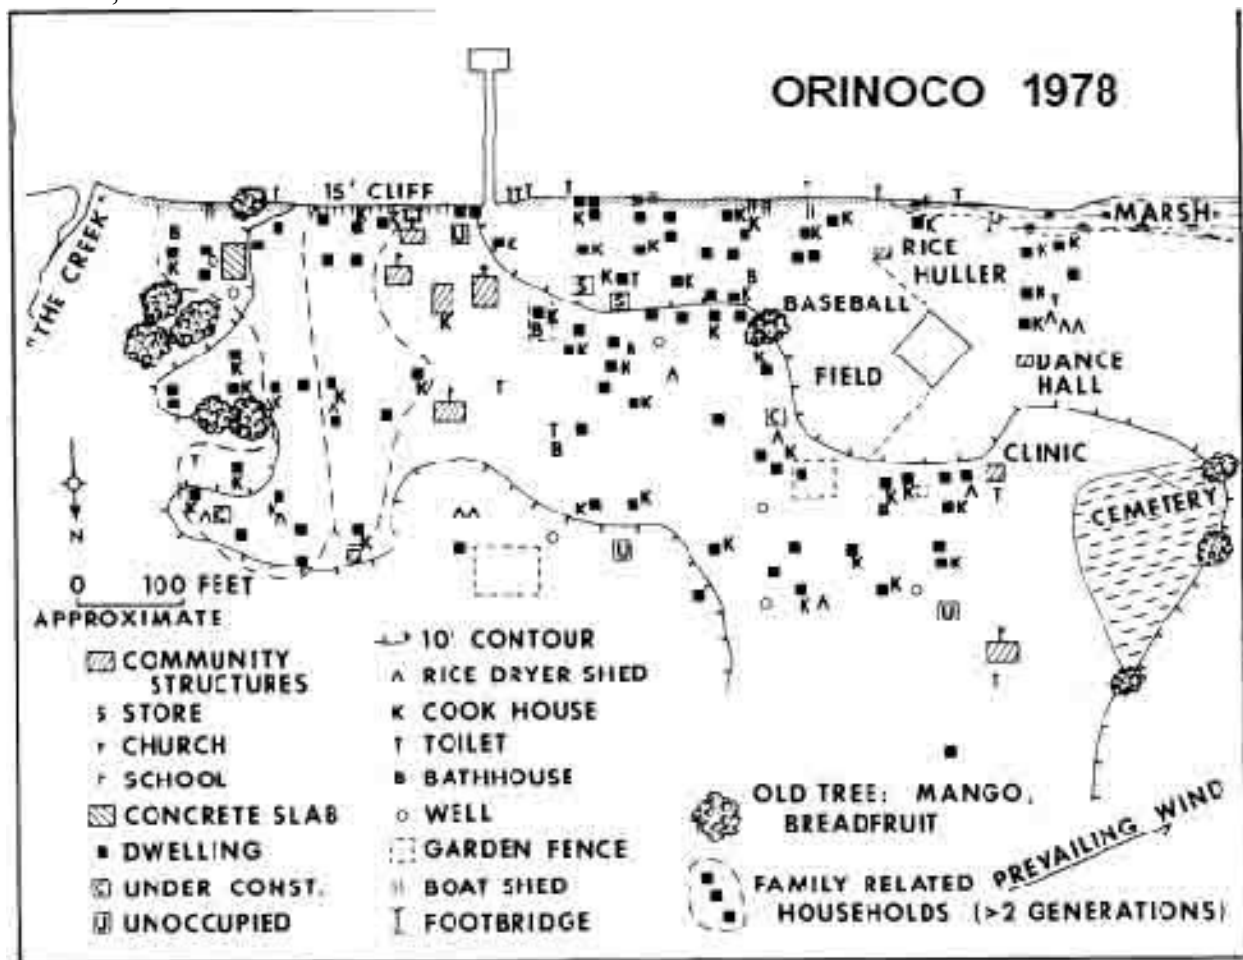 ORINOCO 1978
15' CLIFF
"THE CREEK"
MARSH
RICE
HULLER
BASEBALL
FIELD
DANCE
HALL
CLINIC
CEMETERY
N
0 100 FEET
APPROXIMATE
COMMUNITY
STRUCTURES
S STORE
CHURCH
SCHOOL
CONCRETE SLAB
DWELLING
C UNDER CONST.
U UNOCCUPIED
10' CONTOUR
RICE DRYER SHED
K COOK HOUSE
T TOILET
B BATHHOUSE
WELL
GARDEN FENCE
BOAT SHED
FOOTBRIDGE
OLD TREE: MANGO,
BREADFRUIT
PREVAILING WIND
FAMILY RELATED
HOUSEHOLDS (>2 GENERATIONS)